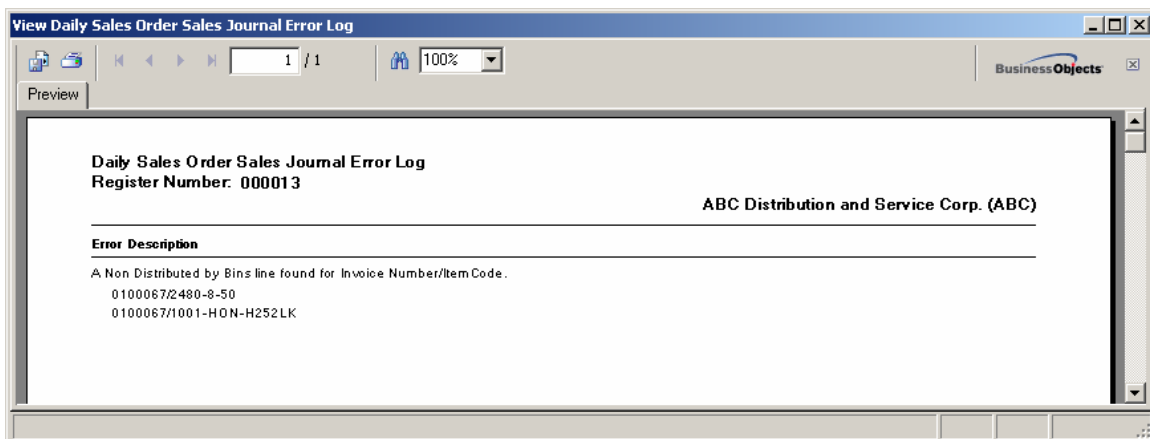 View Daily Sales Order Sales Journal Error Log
1 / 1 100%
BusinessObjects
Preview
Daily Sales Order Sales Journal Error Log
Register Number: 000013
ABC Distribution and Service Corp. (ABC)
Error Description
A Non Distributed by Bins line found for Invoice Number/Item Code.
0100067/2480-8-50
0100067/1001-HON-H252LK